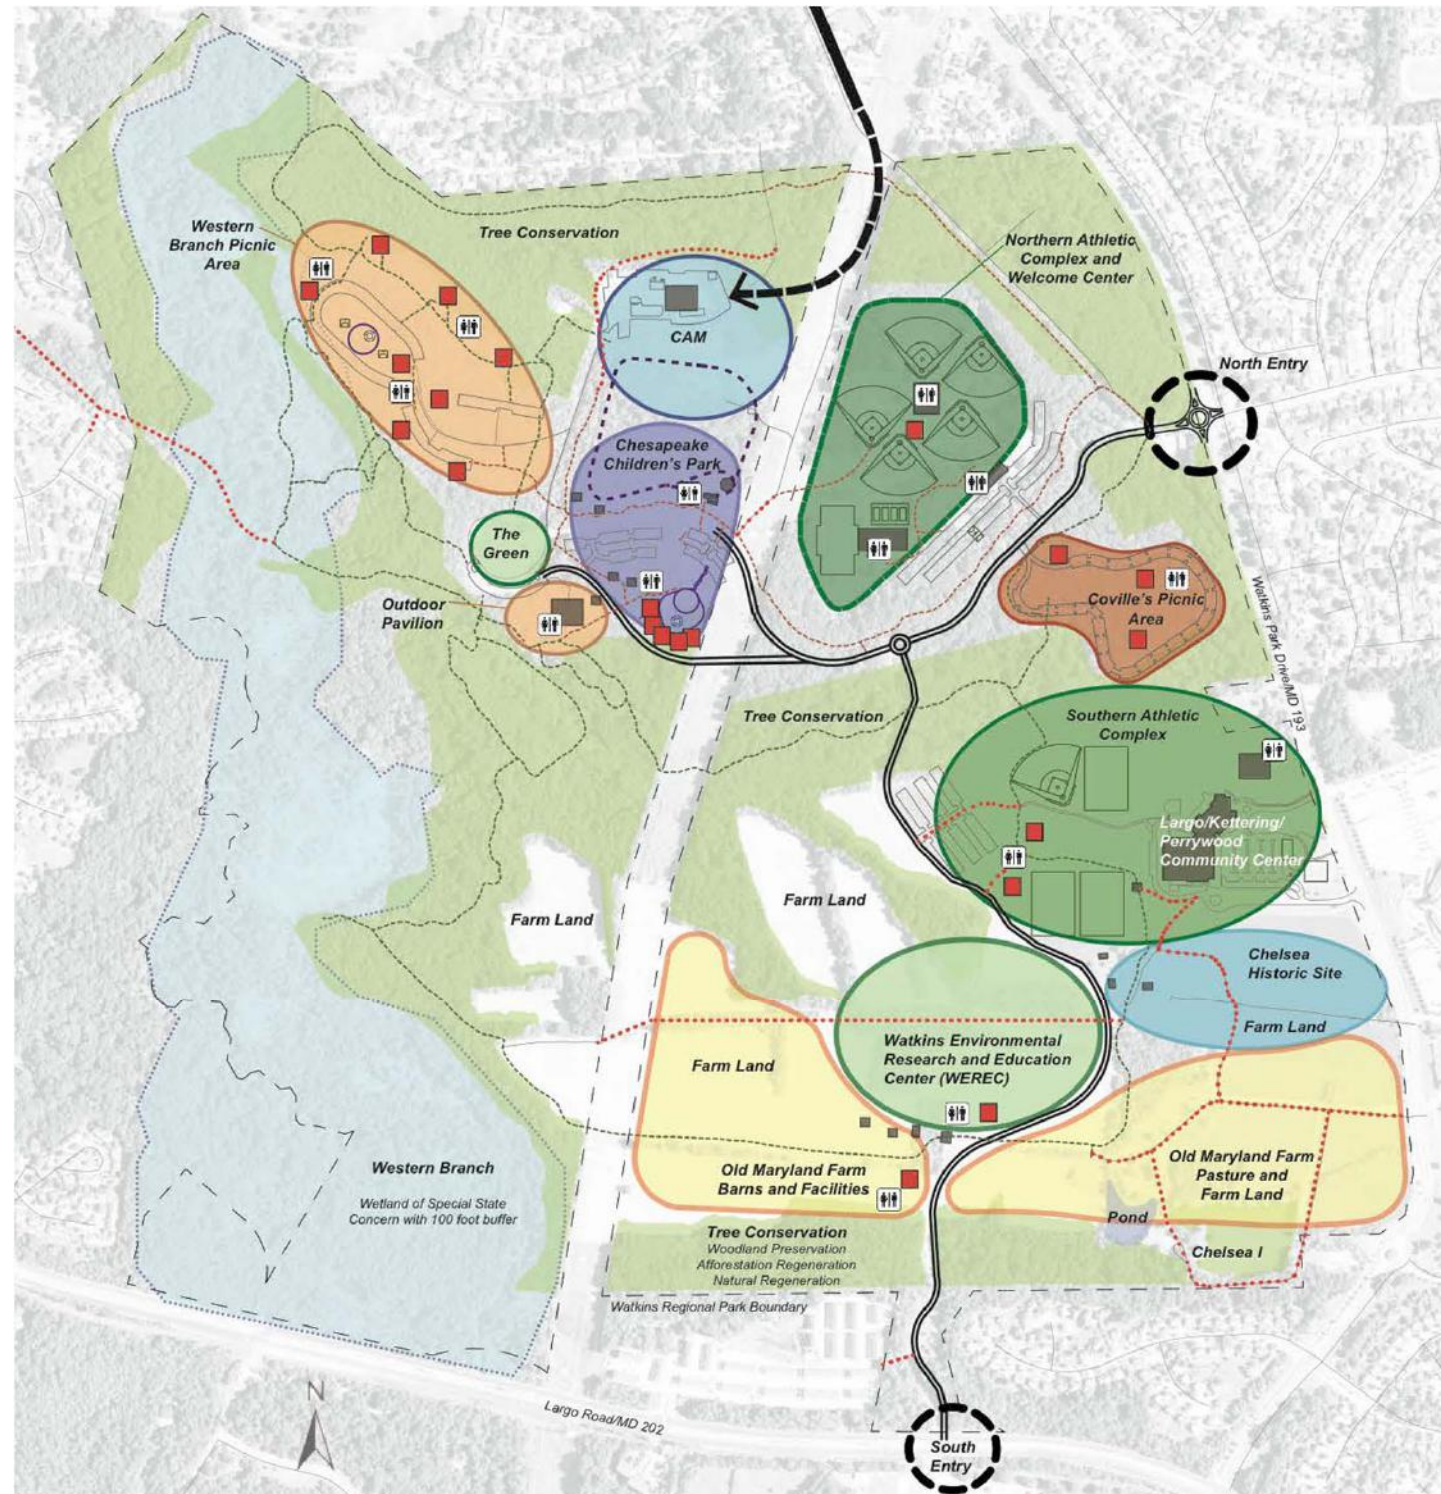 Western
Branch Picnic
Area
Tree Conservation
Northern Athletic
Complex and
Welcome Center
CAM
North Entry
Chesapeake
Children's Park
The
Green
Outdoor
Pavilion
Coville's Picnic
Area
Watkins Park Drive/MD 193
Tree Conservation
Southern Athletic
Complex
Largo/Kettering/
Perrywood
Community Center
Farm Land
Farm Land
Chelsea
Historic Site
Farm Land
Watkins Environmental
Research and Education
Center (WEREC)
Farm Land
Western Branch
Wetland of Special State
Concern with 100 foot buffer
Old Maryland Farm
Barns and Facilities
Old Maryland Farm
Pasture and
Farm Land
Pond
Chelsea I
Tree Conservation
Woodland Preservation
Afforestation Regeneration
Natural Regeneration
Watkins Regional Park Boundary
N
Largo Road/MD 202
South
Entry